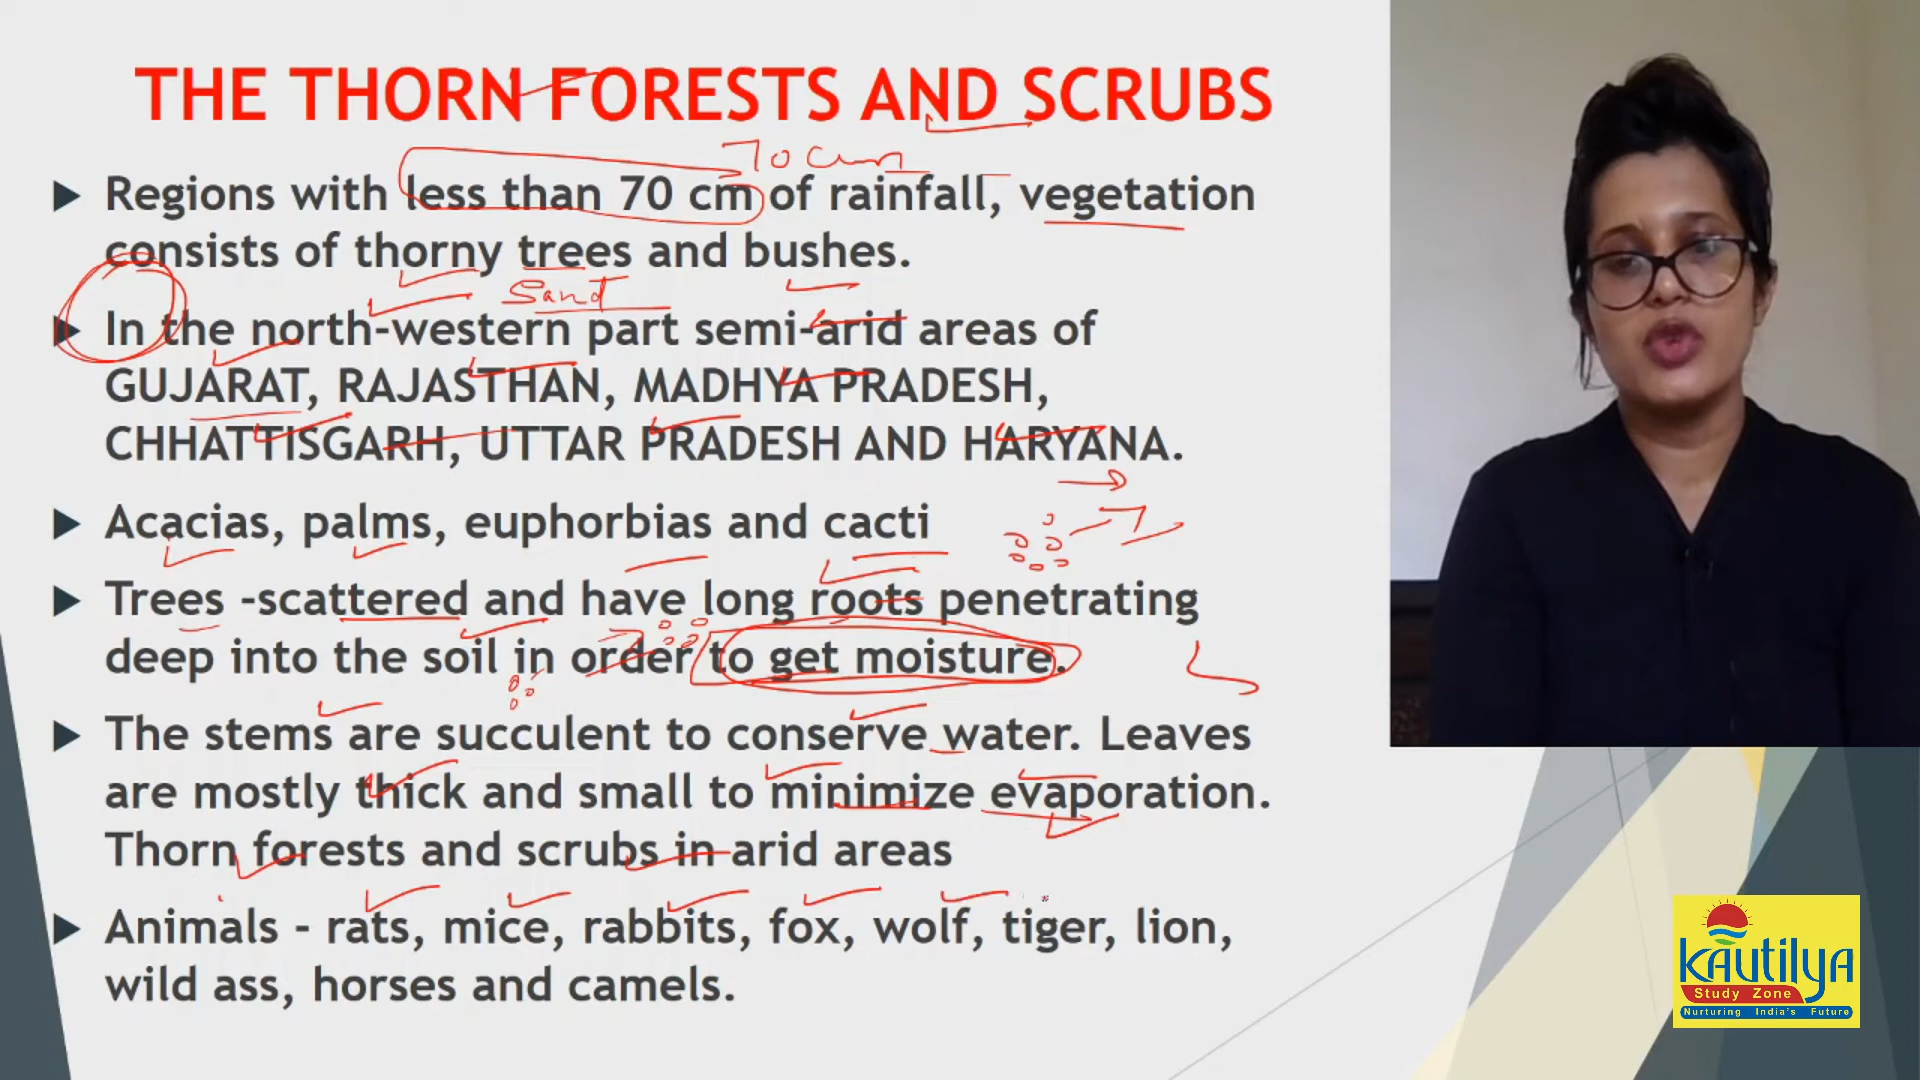 THE THORN FORESTS AND SCRUBS
70 cm
Regions with less than 70 cm of rainfall, vegetation
consists of thorny trees and bushes.
Sand
In the north-western part semi-arid areas of
GUJARAT, RAJASTHAN, MADHYA PRADESH,
CHHATTISGARH, UTTAR PRADESH AND HARYANA.
Acacias, palms, euphorbias and cacti
Trees -scattered and have long roots penetrating
deep into the soil in order to get moisture.
The stems are succulent to conserve water. Leaves
are mostly thick and small to minimize evaporation.
Thorn forests and scrubs in arid areas
Animals - rats, mice, rabbits, fox, wolf, tiger, lion,
wild ass, horses and camels.
Kautilya
Study Zone
Nurturing India's Future